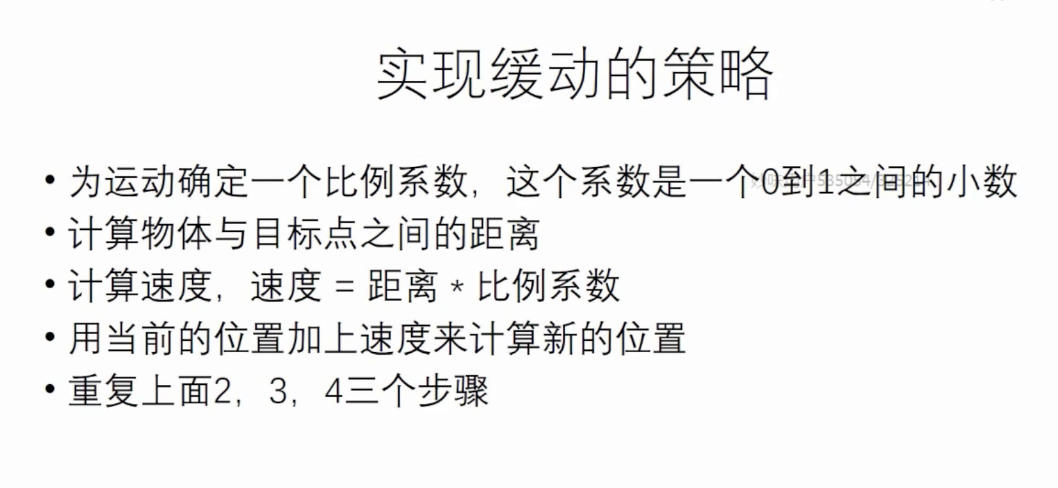 实现缓动的策略
• 为运动确定一个比例系数，这个系数是一个0到1之间的小数
• 计算物体与目标点之间的距离
• 计算速度，速度 = 距离 * 比例系数
• 用当前的位置加上速度来计算新的位置
• 重复上面2，3，4三个步骤